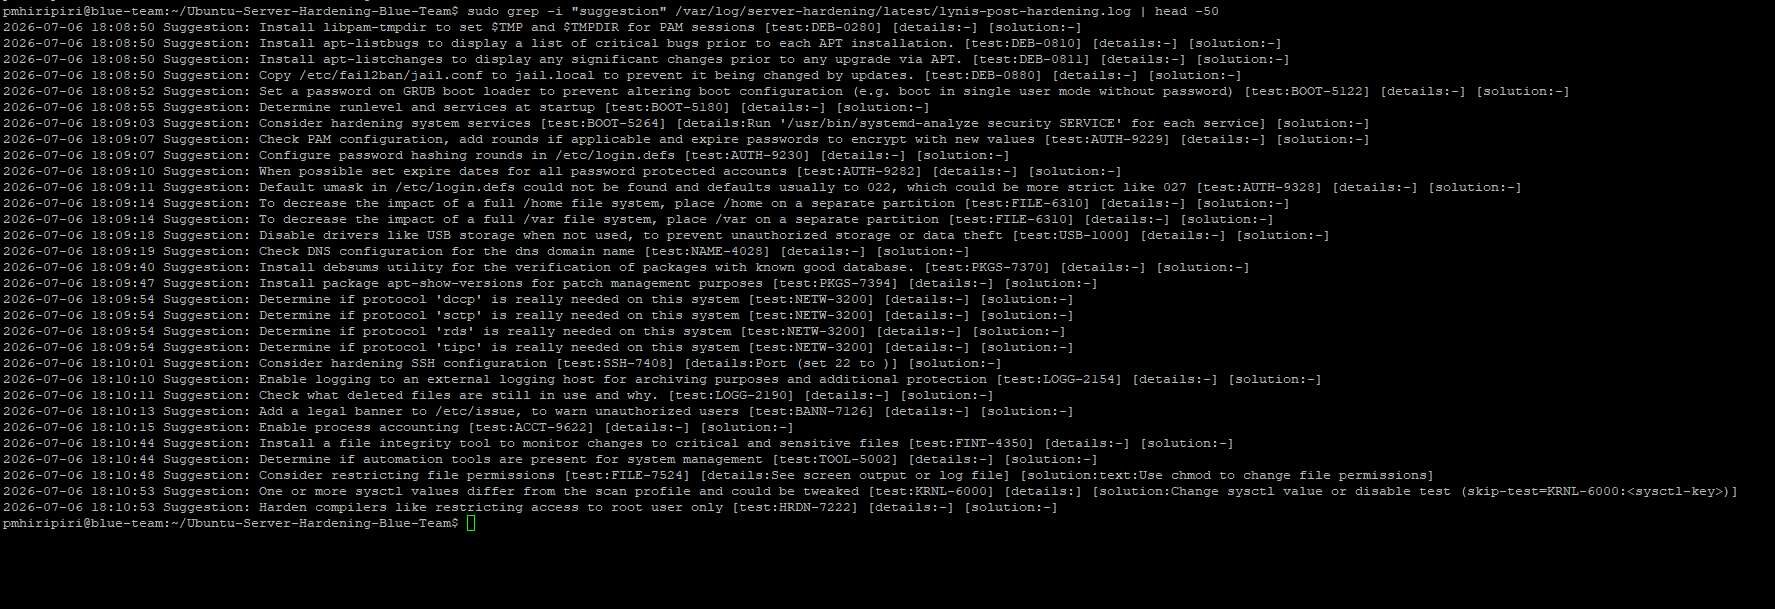 pmhiripiri@blue-team:~/Ubuntu-Server-Hardening-Blue-Team$ sudo grep -i "suggestion" /var/log/server-hardening/latest/lynis-post-hardening.log | head -50
2026-07-06 18:08:50 Suggestion: Install libpam-tmpdir to set $TMP and $TMPDIR for PAM sessions [test:DEB-0280] [details:-] [solution:-]
2026-07-06 18:08:50 Suggestion: Install apt-listbugs to display a list of critical bugs prior to each APT installation. [test:DEB-0810] [details:-] [solution:-]
2026-07-06 18:08:50 Suggestion: Install apt-listchanges to display any significant changes prior to any upgrade via APT. [test:DEB-0811] [details:-] [solution:-]
2026-07-06 18:08:50 Suggestion: Copy /etc/fail2ban/jail.conf to jail.local to prevent it being changed by updates. [test:DEB-0880] [details:-] [solution:-]
2026-07-06 18:08:52 Suggestion: Set a password on GRUB boot loader to prevent altering boot configuration (e.g. boot in single user mode without password) [test:BOOT-5122] [details:-] [solution:-]
2026-07-06 18:08:55 Suggestion: Determine runlevel and services at startup [test:BOOT-5180] [details:-] [solution:-]
2026-07-06 18:09:03 Suggestion: Consider hardening system services [test:BOOT-5264] [details:Run '/usr/bin/systemd-analyze security SERVICE' for each service] [solution:-]
2026-07-06 18:09:07 Suggestion: Check PAM configuration, add rounds if applicable and expire passwords to encrypt with new values [test:AUTH-9229] [details:-] [solution:-]
2026-07-06 18:09:07 Suggestion: Configure password hashing rounds in /etc/login.defs [test:AUTH-9230] [details:-] [solution:-]
2026-07-06 18:09:10 Suggestion: When possible set expire dates for all password protected accounts [test:AUTH-9282] [details:-] [solution:-]
2026-07-06 18:09:11 Suggestion: Default umask in /etc/login.defs could not be found and defaults usually to 022, which could be more strict like 027 [test:AUTH-9328] [details:-] [solution:-]
2026-07-06 18:09:14 Suggestion: To decrease the impact of a full /home file system, place /home on a separate partition [test:FILE-6310] [details:-] [solution:-]
2026-07-06 18:09:14 Suggestion: To decrease the impact of a full /var file system, place /var on a separate partition [test:FILE-6310] [details:-] [solution:-]
2026-07-06 18:09:18 Suggestion: Disable drivers like USB storage when not used, to prevent unauthorized storage or data theft [test:USB-1000] [details:-] [solution:-]
2026-07-06 18:09:19 Suggestion: Check DNS configuration for the dns domain name [test:NAME-4028] [details:-] [solution:-]
2026-07-06 18:09:40 Suggestion: Install debsums utility for the verification of packages with known good database. [test:PKGS-7370] [details:-] [solution:-]
2026-07-06 18:09:47 Suggestion: Install package apt-show-versions for patch management purposes [test:PKGS-7394] [details:-] [solution:-]
2026-07-06 18:09:54 Suggestion: Determine if protocol 'dccp' is really needed on this system [test:NETW-3200] [details:-] [solution:-]
2026-07-06 18:09:54 Suggestion: Determine if protocol 'sctp' is really needed on this system [test:NETW-3200] [details:-] [solution:-]
2026-07-06 18:09:54 Suggestion: Determine if protocol 'rds' is really needed on this system [test:NETW-3200] [details:-] [solution:-]
2026-07-06 18:09:54 Suggestion: Determine if protocol 'tipc' is really needed on this system [test:NETW-3200] [details:-] [solution:-]
2026-07-06 18:10:01 Suggestion: Consider hardening SSH configuration [test:SSH-7408] [details:Port (set 22 to )] [solution:-]
2026-07-06 18:10:10 Suggestion: Enable logging to an external logging host for archiving purposes and additional protection [test:LOGG-2154] [details:-] [solution:-]
2026-07-06 18:10:11 Suggestion: Check what deleted files are still in use and why. [test:LOGG-2190] [details:-] [solution:-]
2026-07-06 18:10:13 Suggestion: Add a legal banner to /etc/issue, to warn unauthorized users [test:BANN-7126] [details:-] [solution:-]
2026-07-06 18:10:15 Suggestion: Enable process accounting [test:ACCT-9622] [details:-] [solution:-]
2026-07-06 18:10:44 Suggestion: Install a file integrity tool to monitor changes to critical and sensitive files [test:FINT-4350] [details:-] [solution:-]
2026-07-06 18:10:44 Suggestion: Determine if automation tools are present for system management [test:TOOL-5002] [details:-] [solution:-]
2026-07-06 18:10:48 Suggestion: Consider restricting file permissions [test:FILE-7524] [details:See screen output or log file] [solution:text:Use chmod to change file permissions]
2026-07-06 18:10:53 Suggestion: One or more sysctl values differ from the scan profile and could be tweaked [test:KRNL-6000] [details:] [solution:Change sysctl value or disable test (skip-test=KRNL-6000:<sysctl-key>)]
2026-07-06 18:10:53 Suggestion: Harden compilers like restricting access to root user only [test:HRDN-7222] [details:-] [solution:-]
pmhiripiri@blue-team:~/Ubuntu-Server-Hardening-Blue-Team$